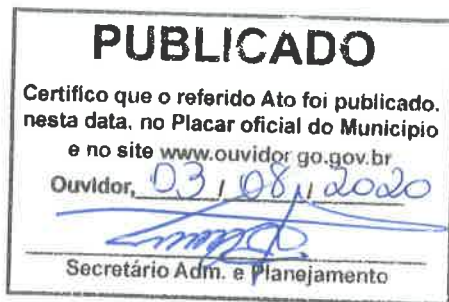 PUBLICADO
Certifico que o referido Ato foi publicado.
nesta data, no Placar oficial do Municipio
e no site www.ouvidor.go.gov.br
Ouvidor, 03 / 08 / 2020
Secretário Adm. e Planejamento